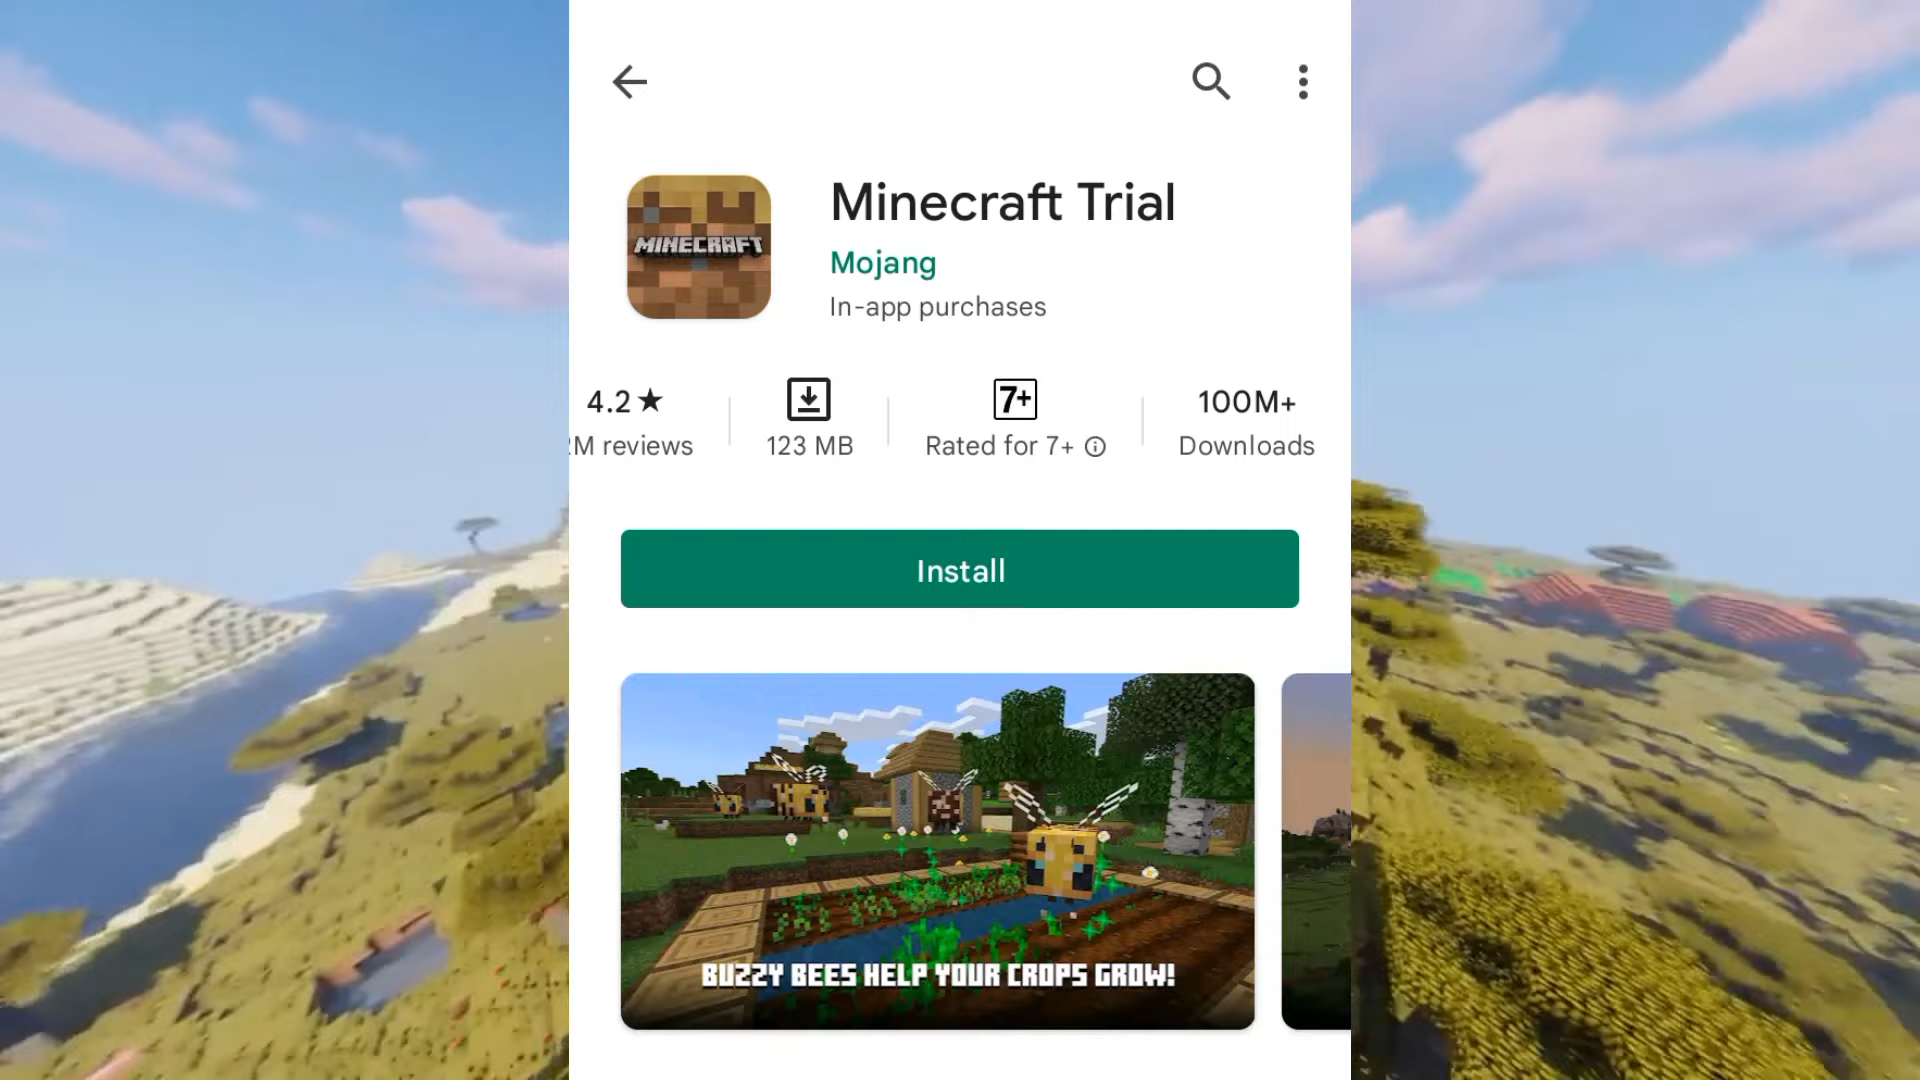 MINECRAFT
Minecraft Trial
Mojang
In-app purchases
4.2 ★
M reviews
123 MB
7+
Rated for 7+
100M+
Downloads
Install
BUZZY BEES HELP YOUR CROPS GROW!